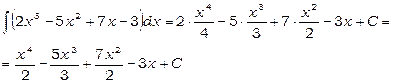 ∫(2x³ − 5x² + 7x − 3)dx = 2 · x⁴/4 − 5 · x³/3 + 7 · x²/2 − 3x + C =
= x⁴/2 − 5x³/3 + 7x²/2 − 3x + C